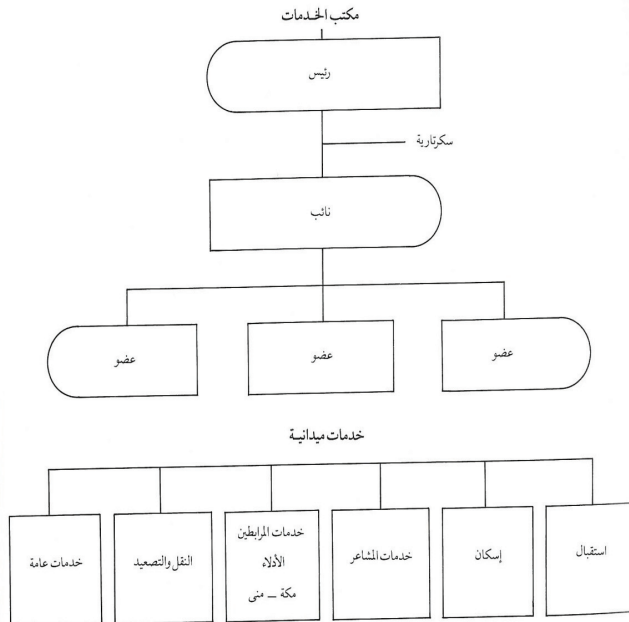 مكتب الخدمات
رئيس
سكرتارية
نائب
عضو
عضو
عضو
خدمات ميدانية
استقبال
إسكان
خدمات المشاعر
خدمات المرابطين
الأدلاء
مكة – منى
النقل والتصعيد
خدمات عامة